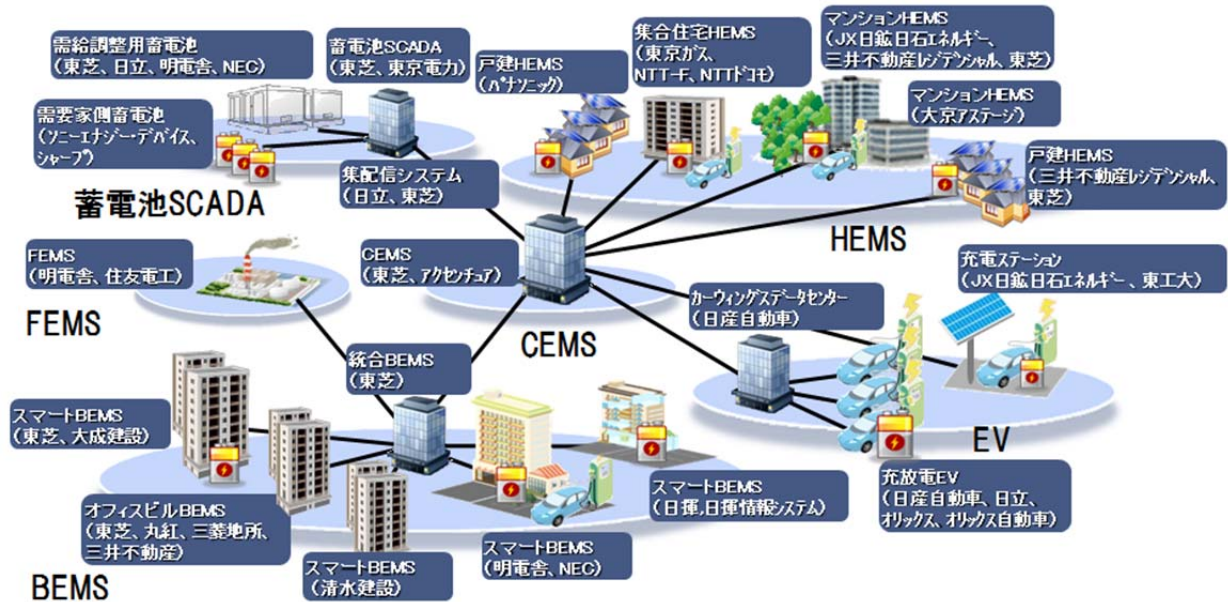 需給調整用蓄電池
(東芝、日立、明電舎、NEC)
蓄電池SCADA
(東芝、東京電力)
需要家側蓄電池
(ソニーエナジー・デバイス、
シャープ)
集配信システム
(日立、東芝)
蓄電池SCADA
戸建HEMS
(パナソニック)
集合住宅HEMS
(東京ガス、
NTT-F、NTTドコモ)
マンションHEMS
(JX日鉱日石エネルギー、
三井不動産レジデンシャル、東芝)
マンションHEMS
(大京アステージ)
戸建HEMS
(三井不動産レジデンシャル、
東芝)
HEMS
FEMS
(明電舎、住友電工)
FEMS
CEMS
(東芝、アクセンチュア)
CEMS
充電ステーション
(JX日鉱日石エネルギー、東工大)
カーウィングスデータセンター
(日産自動車)
EV
充放電EV
(日産自動車、日立、
オリックス、オリックス自動車)
統合BEMS
(東芝)
スマートBEMS
(東芝、大成建設)
オフィスビルBEMS
(東芝、丸紅、三菱地所、
三井不動産)
スマートBEMS
(清水建設)
スマートBEMS
(明電舎、NEC)
スマートBEMS
(日揮,日揮情報システム)
BEMS